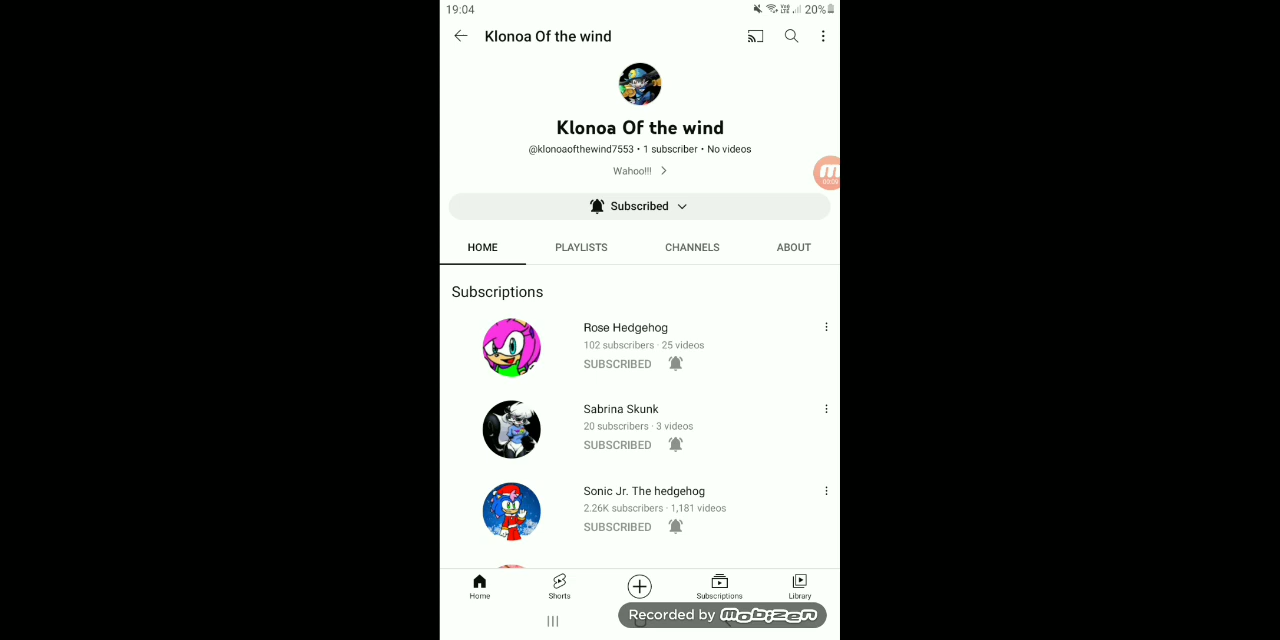 19:04
20%
Klonoa Of the wind
Klonoa Of the wind
@klonoaofthewind7553 • 1 subscriber • No videos
Wahoo!!!
Subscribed
HOME PLAYLISTS CHANNELS ABOUT
Subscriptions
Rose Hedgehog
102 subscribers · 25 videos
SUBSCRIBED
Sabrina Skunk
20 subscribers · 3 videos
SUBSCRIBED
Sonic Jr. The hedgehog
2.26K subscribers · 1,181 videos
SUBSCRIBED
Home Shorts Subscriptions Library
Recorded by mobizen